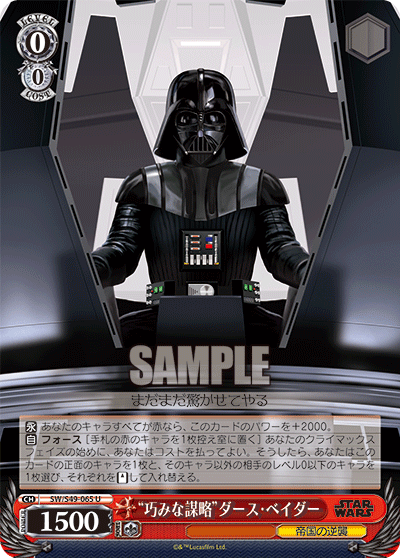 LEVEL
0
0
COST
SAMPLE
まだまだ驚かせてやる
永 あなたのキャラすべてが赤なら、このカードのパワーを＋2000。
自 フォース［手札の赤のキャラを1枚控え室に置く］あなたのクライマックス
フェイズの始めに、あなたはコストを払ってよい。そうしたら、あなたはこの
カードの正面のキャラを1枚と、そのキャラ以外の相手のレベル0以下のキャラ
を1枚選び、それぞれに［↑］して入れ替える。
CH SW/S49-065 U
POWER
1500
“巧みな謀略”ダース・ベイダー
帝国の逆襲
STAR WARS
©&™Lucasfilm Ltd.